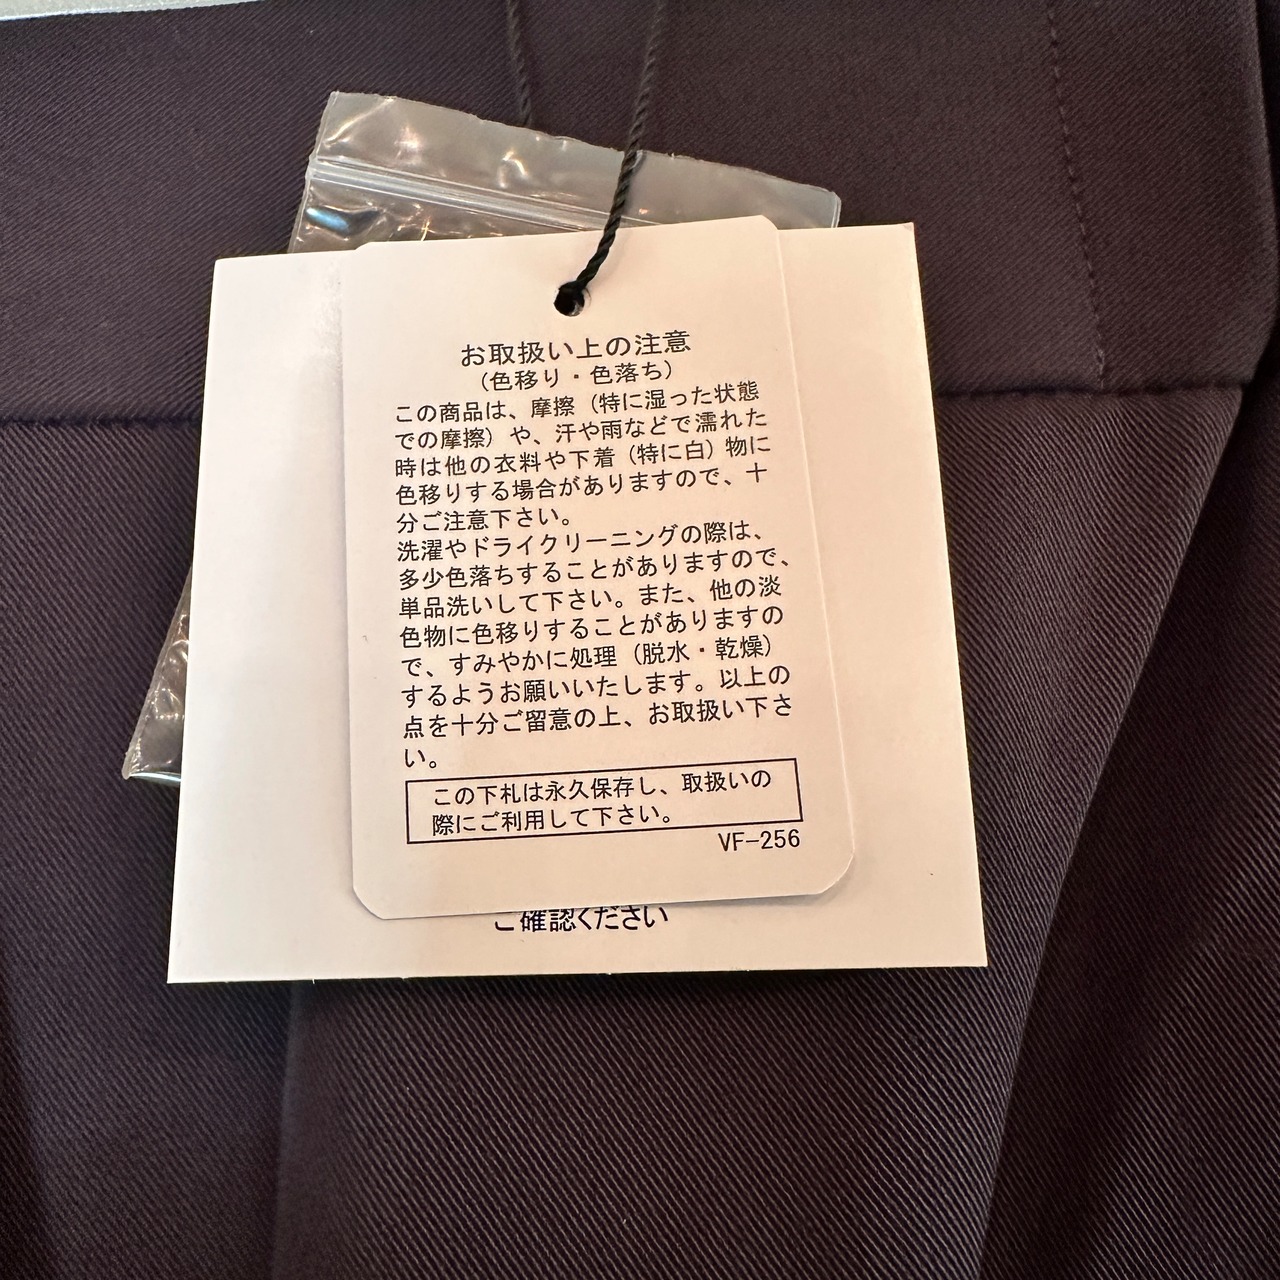 お取扱い上の注意
（色移り・色落ち）
この商品は、摩擦（特に湿った状態
での摩擦）や、汗や雨などで濡れた
時は他の衣料や下着（特に白）物に
色移りする場合がありますので、十
分ご注意下さい。
洗濯やドライクリーニングの際は、
多少色落ちすることがありますので、
単品洗いして下さい。また、他の淡
色物に色移りすることがありますの
で、すみやかに処理（脱水・乾燥）
するようお願いいたします。以上の
点を十分ご留意の上、お取扱い下さ
い。
この下札は永久保存し、取扱いの
際にご利用して下さい。
VF-256
ご確認ください